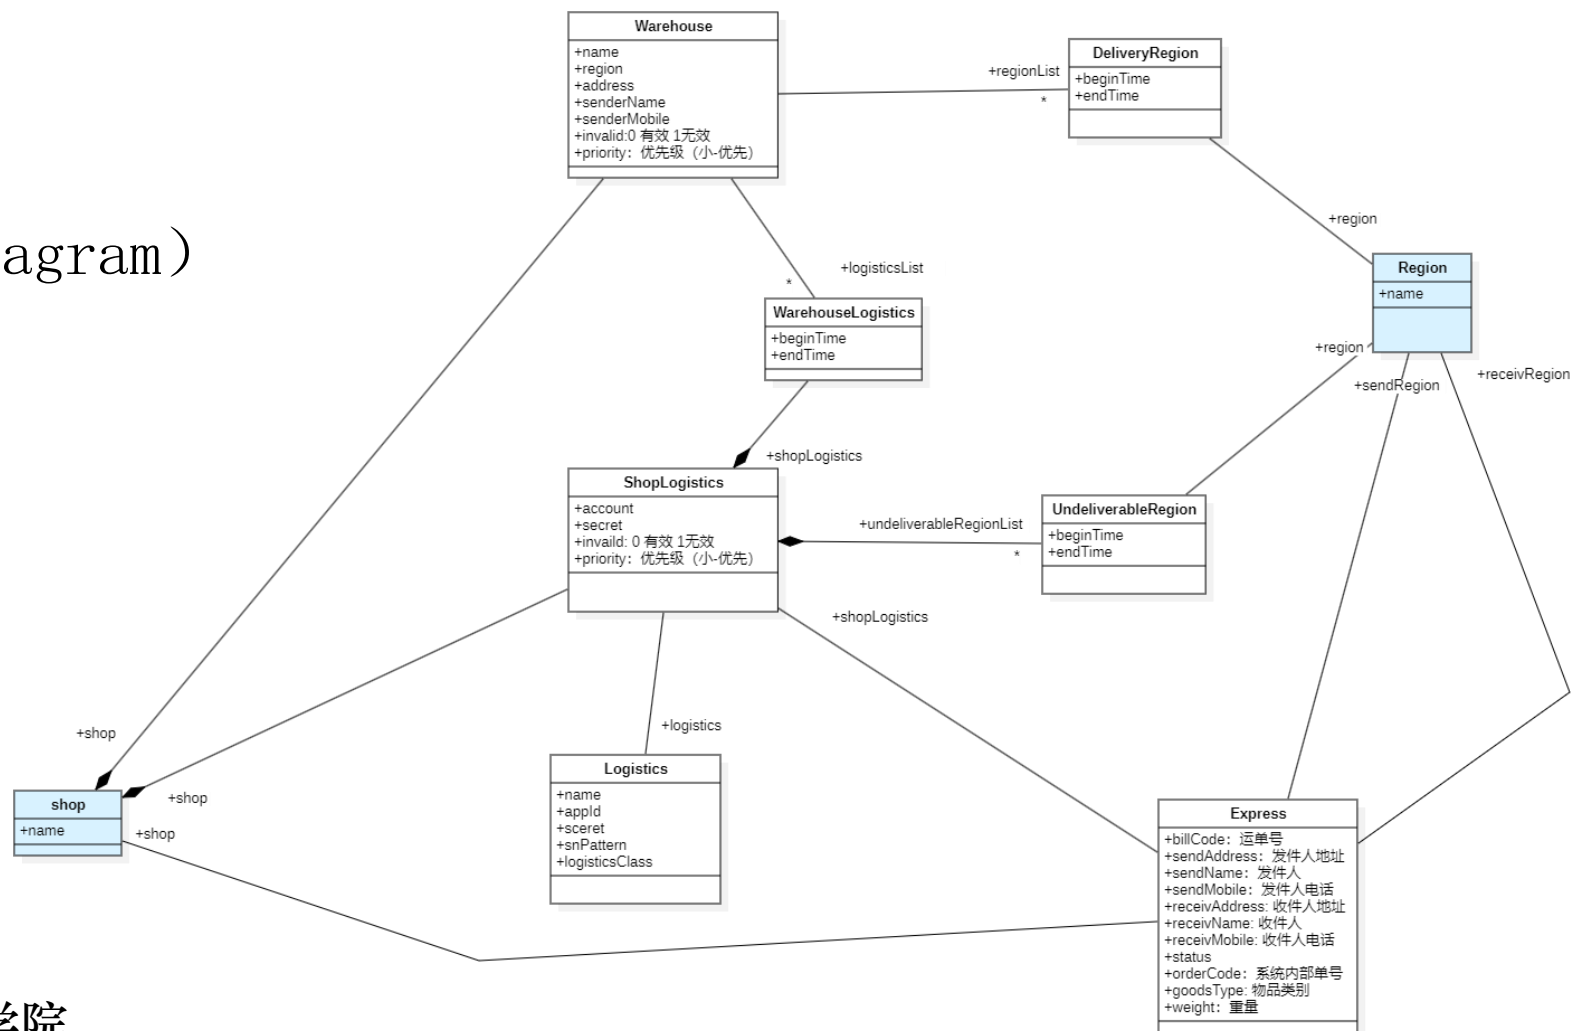 agram）
Warehouse
+name
+region
+address
+senderName
+senderMobile
+invalid:0 有效 1无效
+priority：优先级（小-优先）
+regionList
*
DeliveryRegion
+beginTime
+endTime
+region
Region
+name
+logisticsList
*
WarehouseLogistics
+beginTime
+endTime
+region
+sendRegion
+receivRegion
+shopLogistics
ShopLogistics
+account
+secret
+invaild: 0 有效 1无效
+priority：优先级（小-优先）
+undeliverableRegionList
*
UndeliverableRegion
+beginTime
+endTime
+shopLogistics
+logistics
+shop
+shop
+shop
shop
+name
Logistics
+name
+appId
+sceret
+snPattern
+logisticsClass
Express
+billCode：运单号
+sendAddress：发件人地址
+sendName：发件人
+sendMobile：发件人电话
+receivAddress: 收件人地址
+receivName: 收件人
+receivMobile: 收件人电话
+status
+orderCode：系统内部单号
+goodsType: 物品类别
+weight：重量
学院